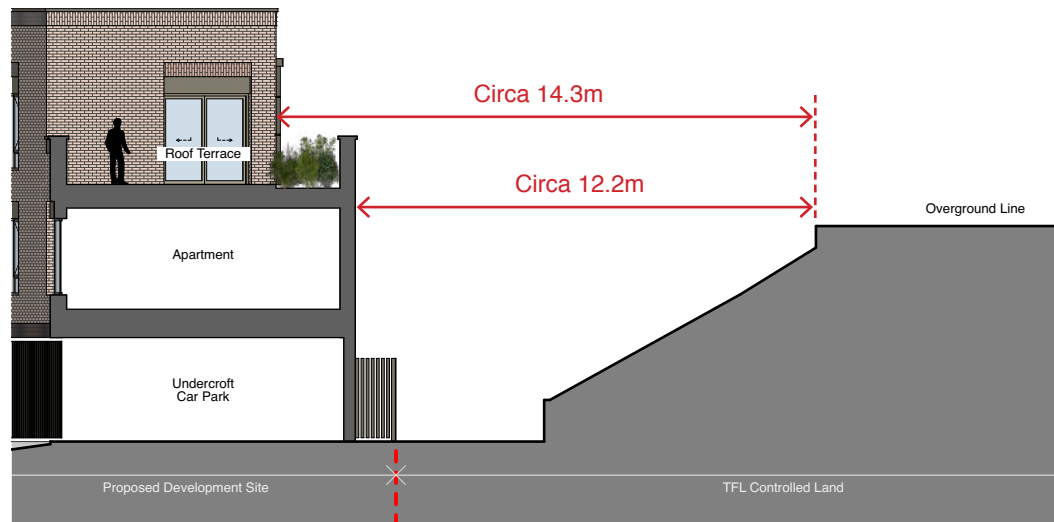 Circa 14.3m
Roof Terrace
Circa 12.2m
Overground Line
Apartment
Undercroft
Car Park
Proposed Development Site
TFL Controlled Land